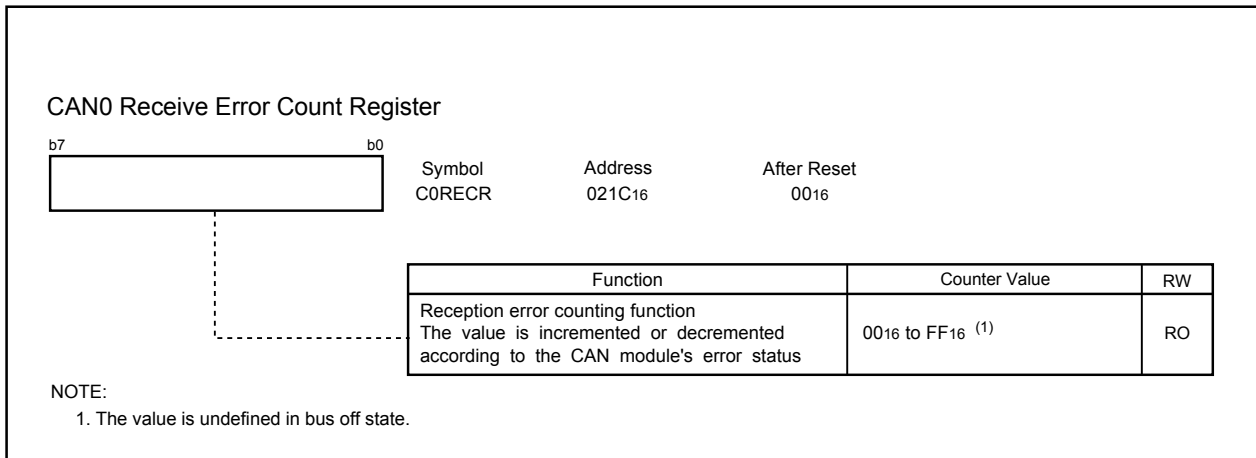 CAN0 Receive Error Count Register
b7 b0
Symbol Address After Reset
C0RECR 021C16 0016
Function Counter Value RW
Reception error counting function
The value is incremented or decremented
according to the CAN module's error status
0016 to FF16 (1)
RO
NOTE:
1. The value is undefined in bus off state.